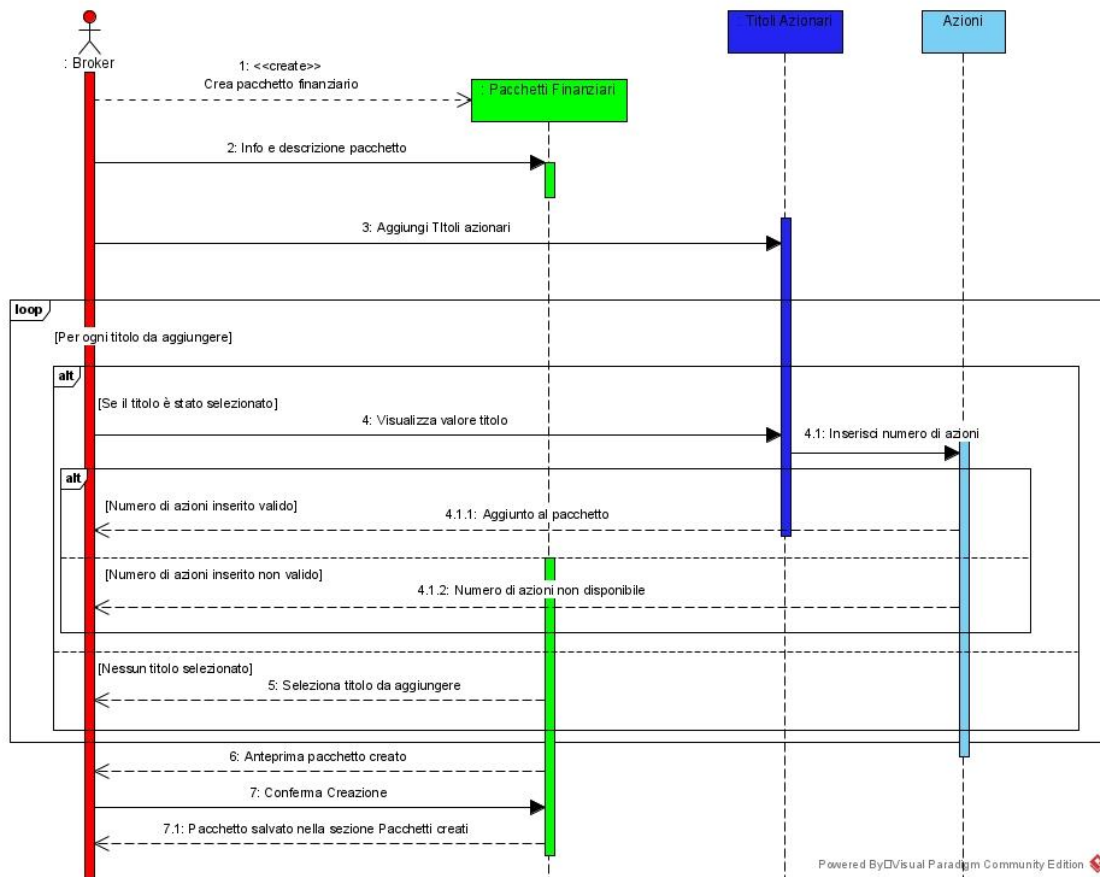 : Broker
: Titoli Azionari
Azioni
1: <<create>>
Crea pacchetto finanziario
: Pacchetti Finanziari
2: Info e descrizione pacchetto
3: Aggiungi TItoli azionari
loop
[Per ogni titolo da aggiungere]
alt
[Se il titolo è stato selezionato]
4: Visualizza valore titolo
4.1: Inserisci numero di azioni
alt
[Numero di azioni inserito valido]
4.1.1: Aggiunto al pacchetto
[Numero di azioni inserito non valido]
4.1.2: Numero di azioni non disponibile
[Nessun titolo selezionato]
5: Seleziona titolo da aggiungere
6: Anteprima pacchetto creato
7: Conferma Creazione
7.1: Pacchetto salvato nella sezione Pacchetti creati
Powered By Visual Paradigm Community Edition